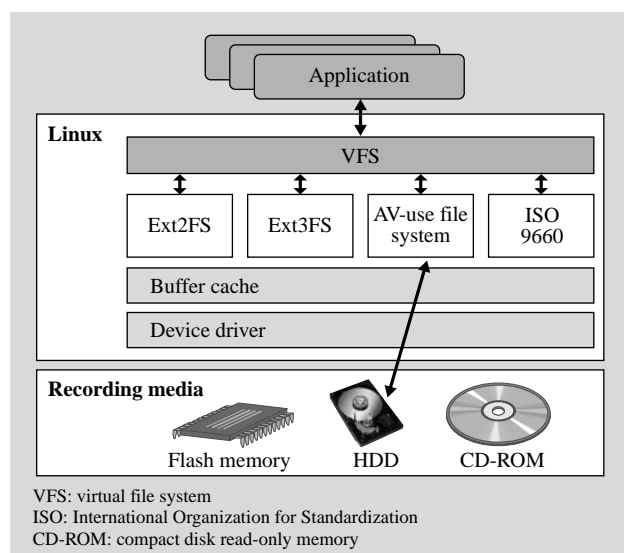 Application
Linux
VFS
Ext2FS
Ext3FS
AV-use file
system
ISO
9660
Buffer cache
Device driver
Recording media
Flash memory
HDD
CD-ROM
VFS: virtual file system
ISO: International Organization for Standardization
CD-ROM: compact disk read-only memory